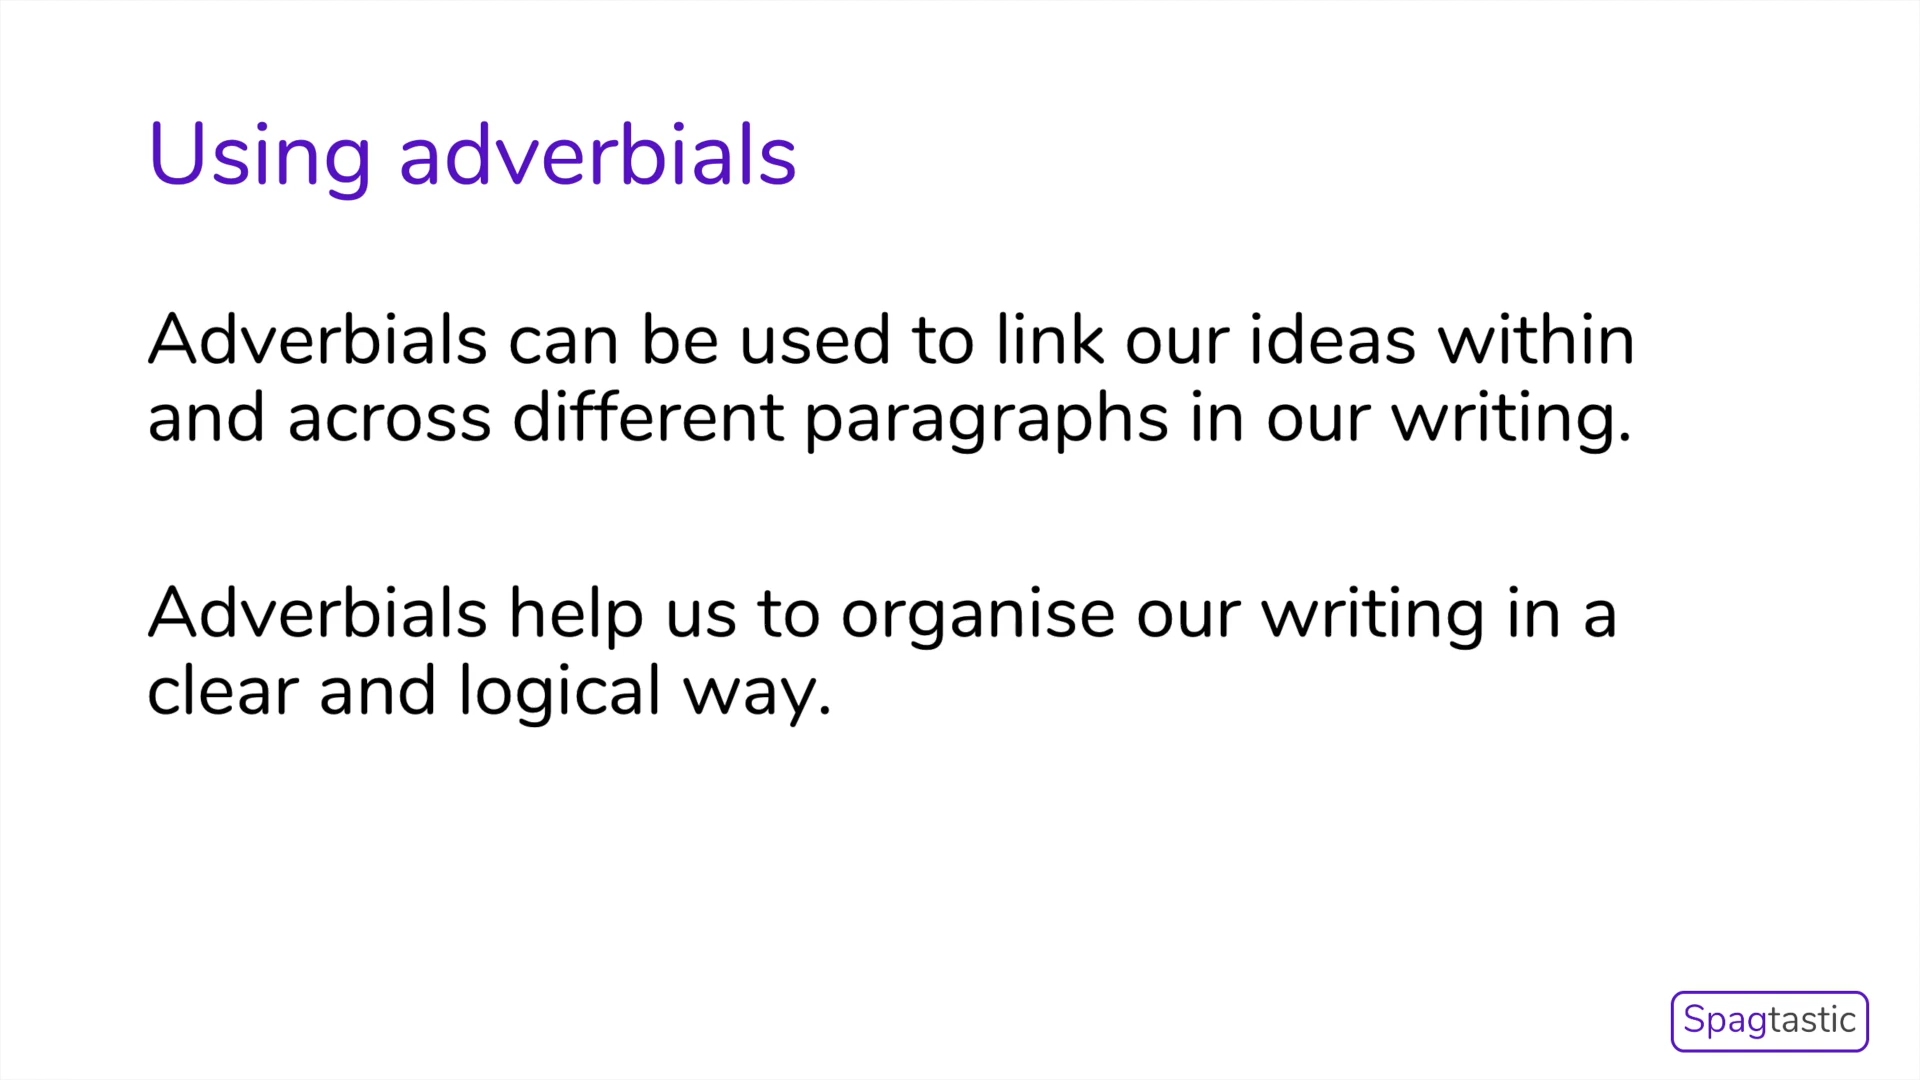 Using adverbials
Adverbials can be used to link our ideas within
and across different paragraphs in our writing.
Adverbials help us to organise our writing in a
clear and logical way.
Spagtastic